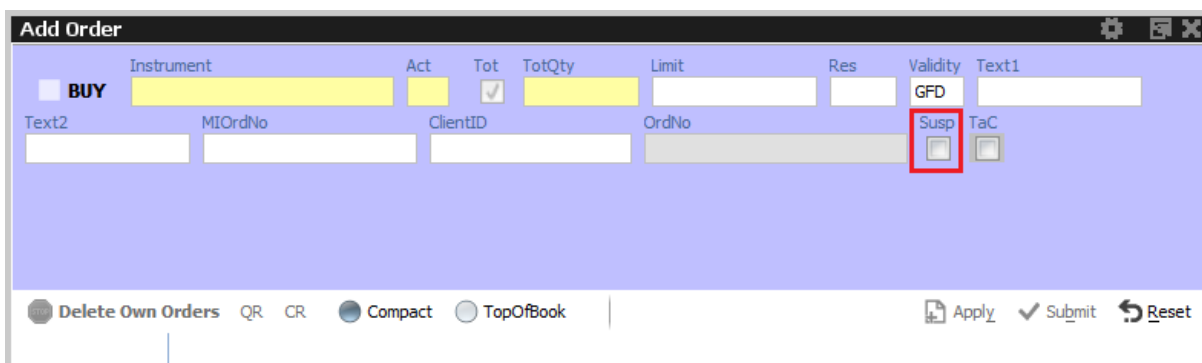 Add Order
Instrument Act Tot TotQty Limit Res Validity Text1
BUY GFD
Text2 MIOrdNo ClientID OrdNo Susp TaC
Delete Own Orders QR CR Compact TopOfBook Apply Submit Reset